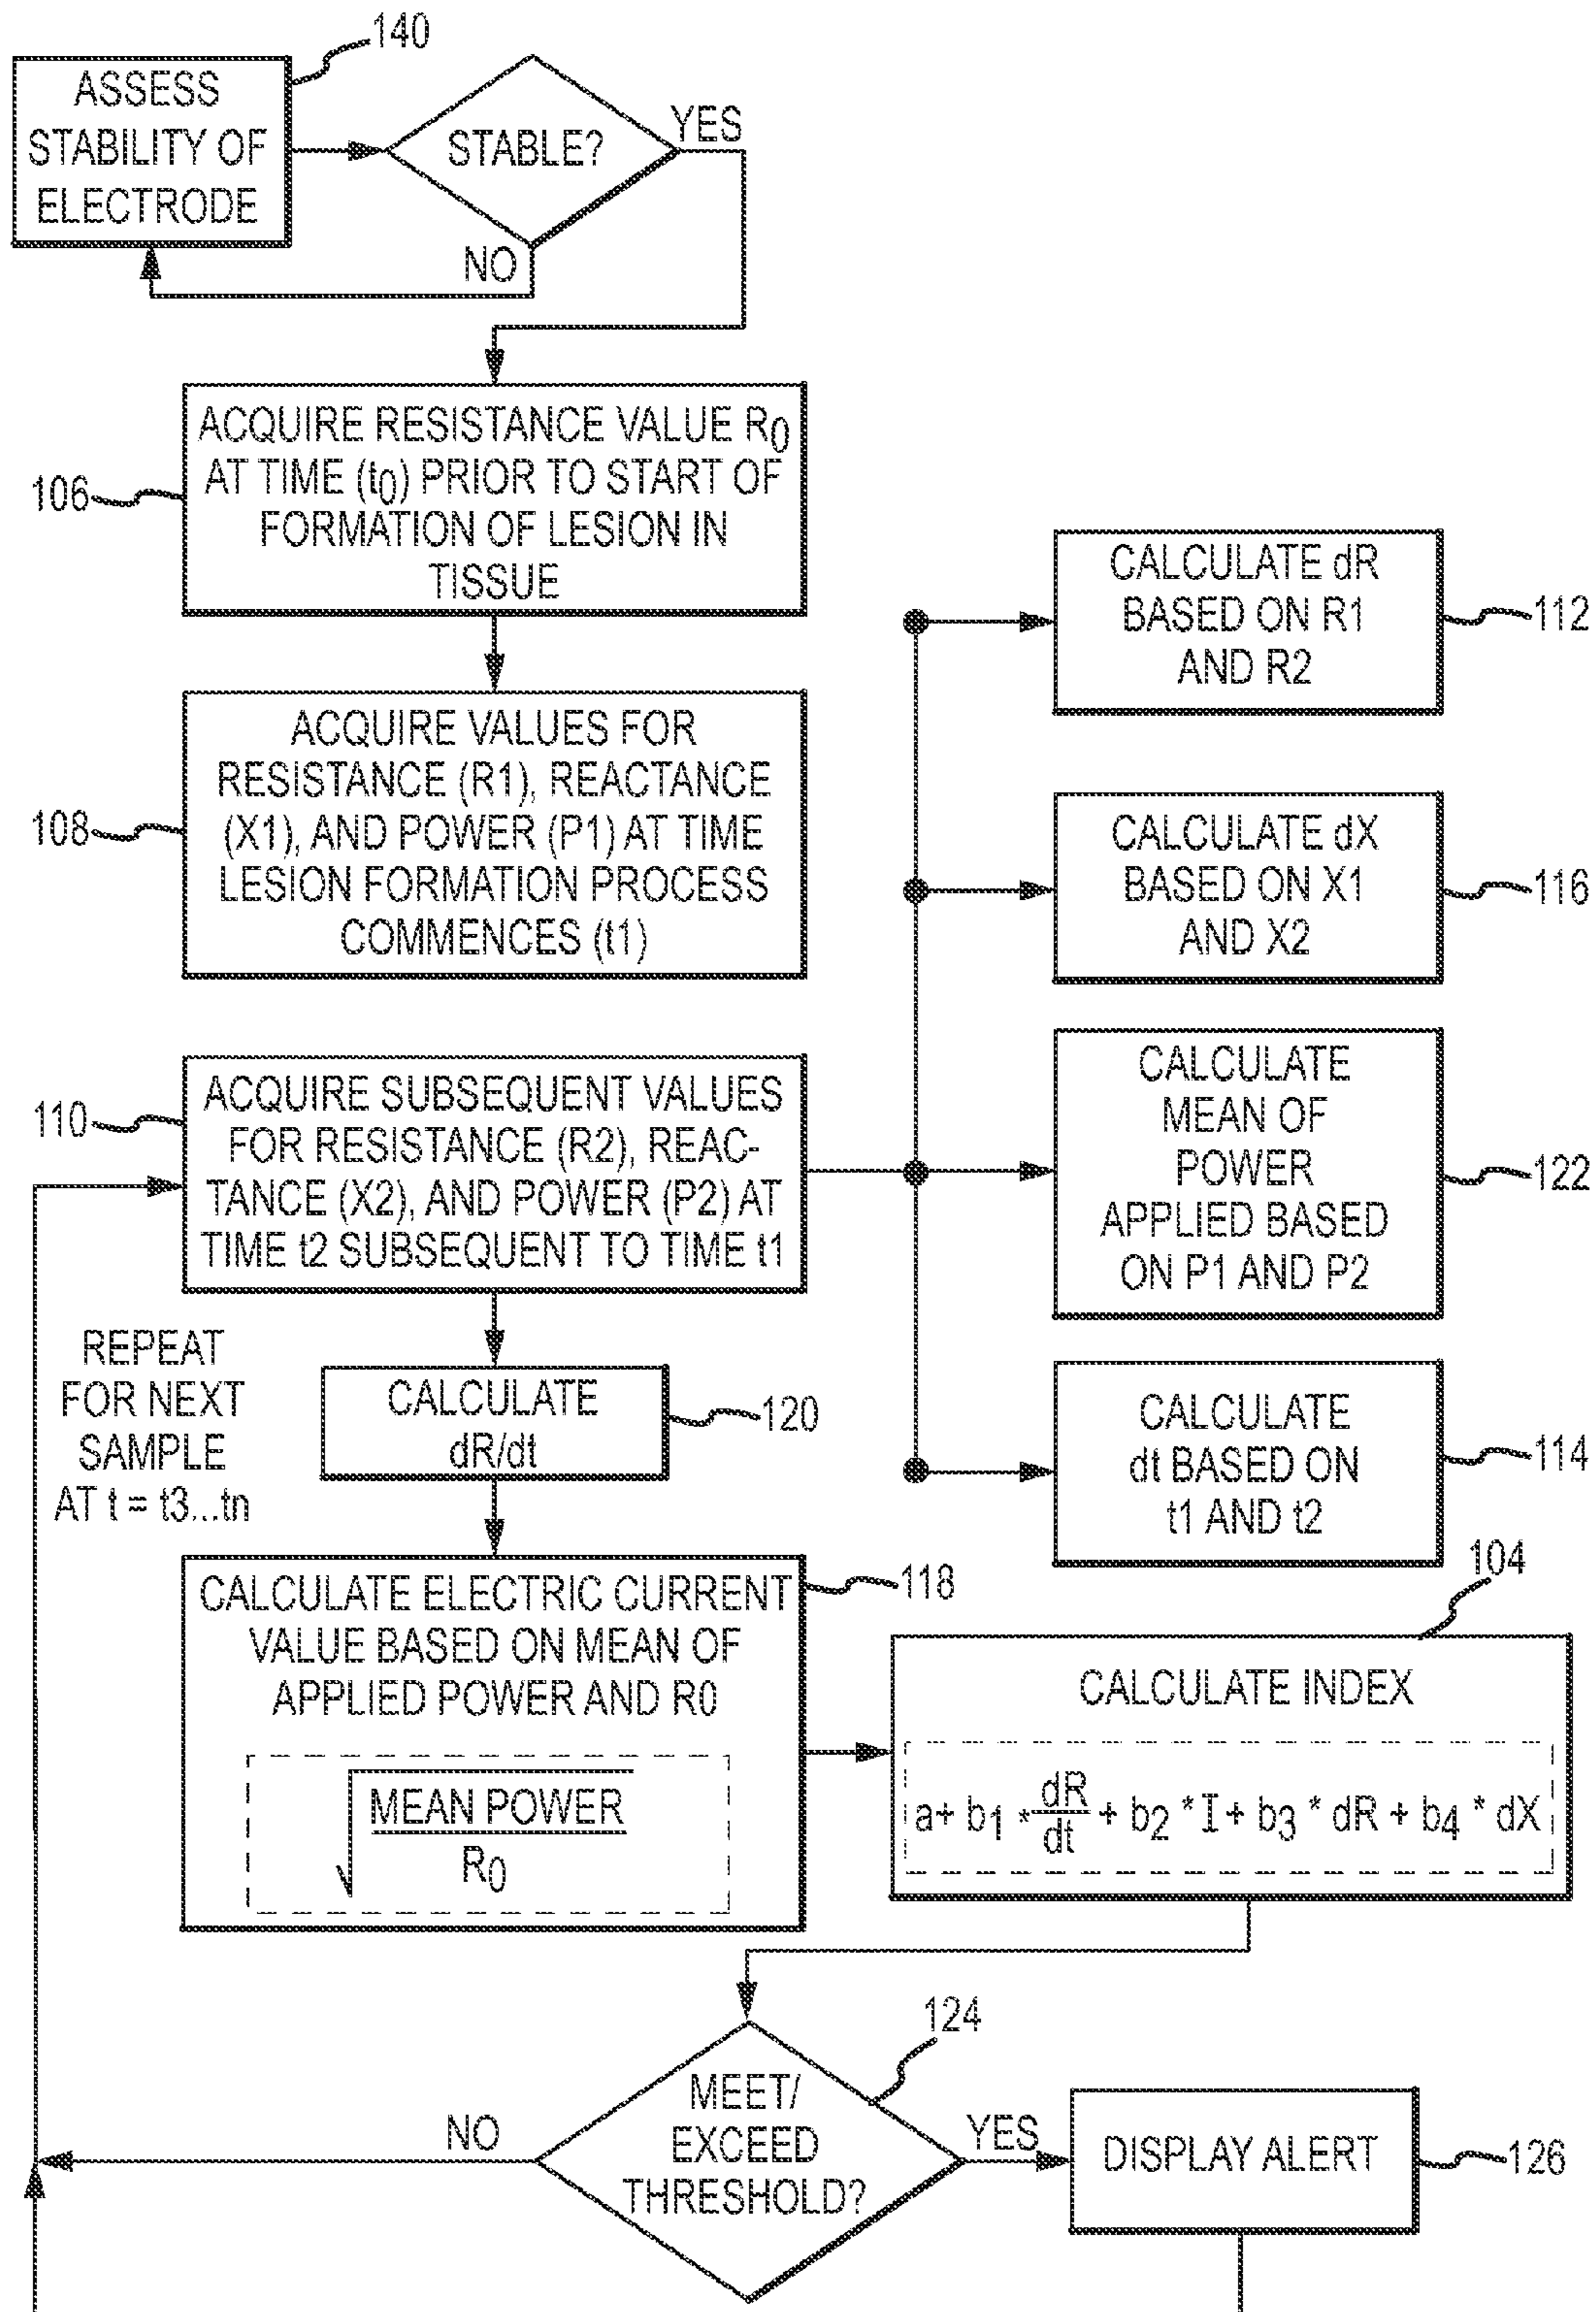 140
ASSESS
STABILITY OF
ELECTRODE
STABLE?
YES
NO
106
ACQUIRE RESISTANCE VALUE R0
AT TIME (t0) PRIOR TO START OF
FORMATION OF LESION IN
TISSUE
108
ACQUIRE VALUES FOR
RESISTANCE (R1), REACTANCE
(X1), AND POWER (P1) AT TIME
LESION FORMATION PROCESS
COMMENCES (t1)
110
ACQUIRE SUBSEQUENT VALUES
FOR RESISTANCE (R2), REAC-
TANCE (X2), AND POWER (P2) AT
TIME t2 SUBSEQUENT TO TIME t1
CALCULATE dR
BASED ON R1
AND R2
112
CALCULATE dX
BASED ON X1
AND X2
116
CALCULATE
MEAN OF
POWER
APPLIED BASED
ON P1 AND P2
122
CALCULATE
dt BASED ON
t1 AND t2
114
REPEAT
FOR NEXT
SAMPLE
AT t = t3...tn
CALCULATE
dR/dt
120
CALCULATE ELECTRIC CURRENT
VALUE BASED ON MEAN OF
APPLIED POWER AND R0
√
MEAN POWER
R0
118
104
CALCULATE INDEX
a + b1 * dR/dt + b2 * I + b3 * dR + b4 * dX
124
MEET/
EXCEED
THRESHOLD?
NO
YES
DISPLAY ALERT
126